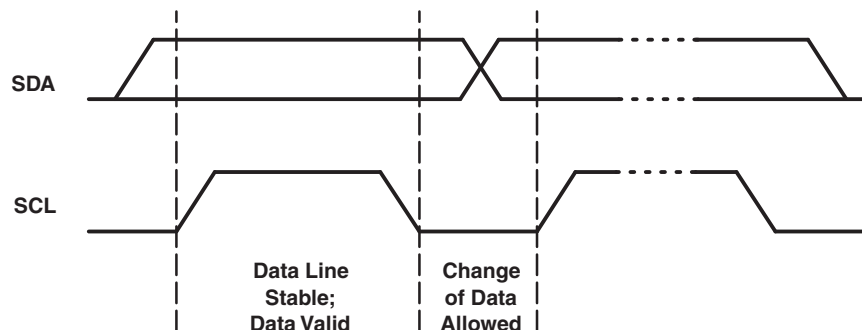 SDA
SCL
Data Line
Stable;
Data Valid
Change
of Data
Allowed